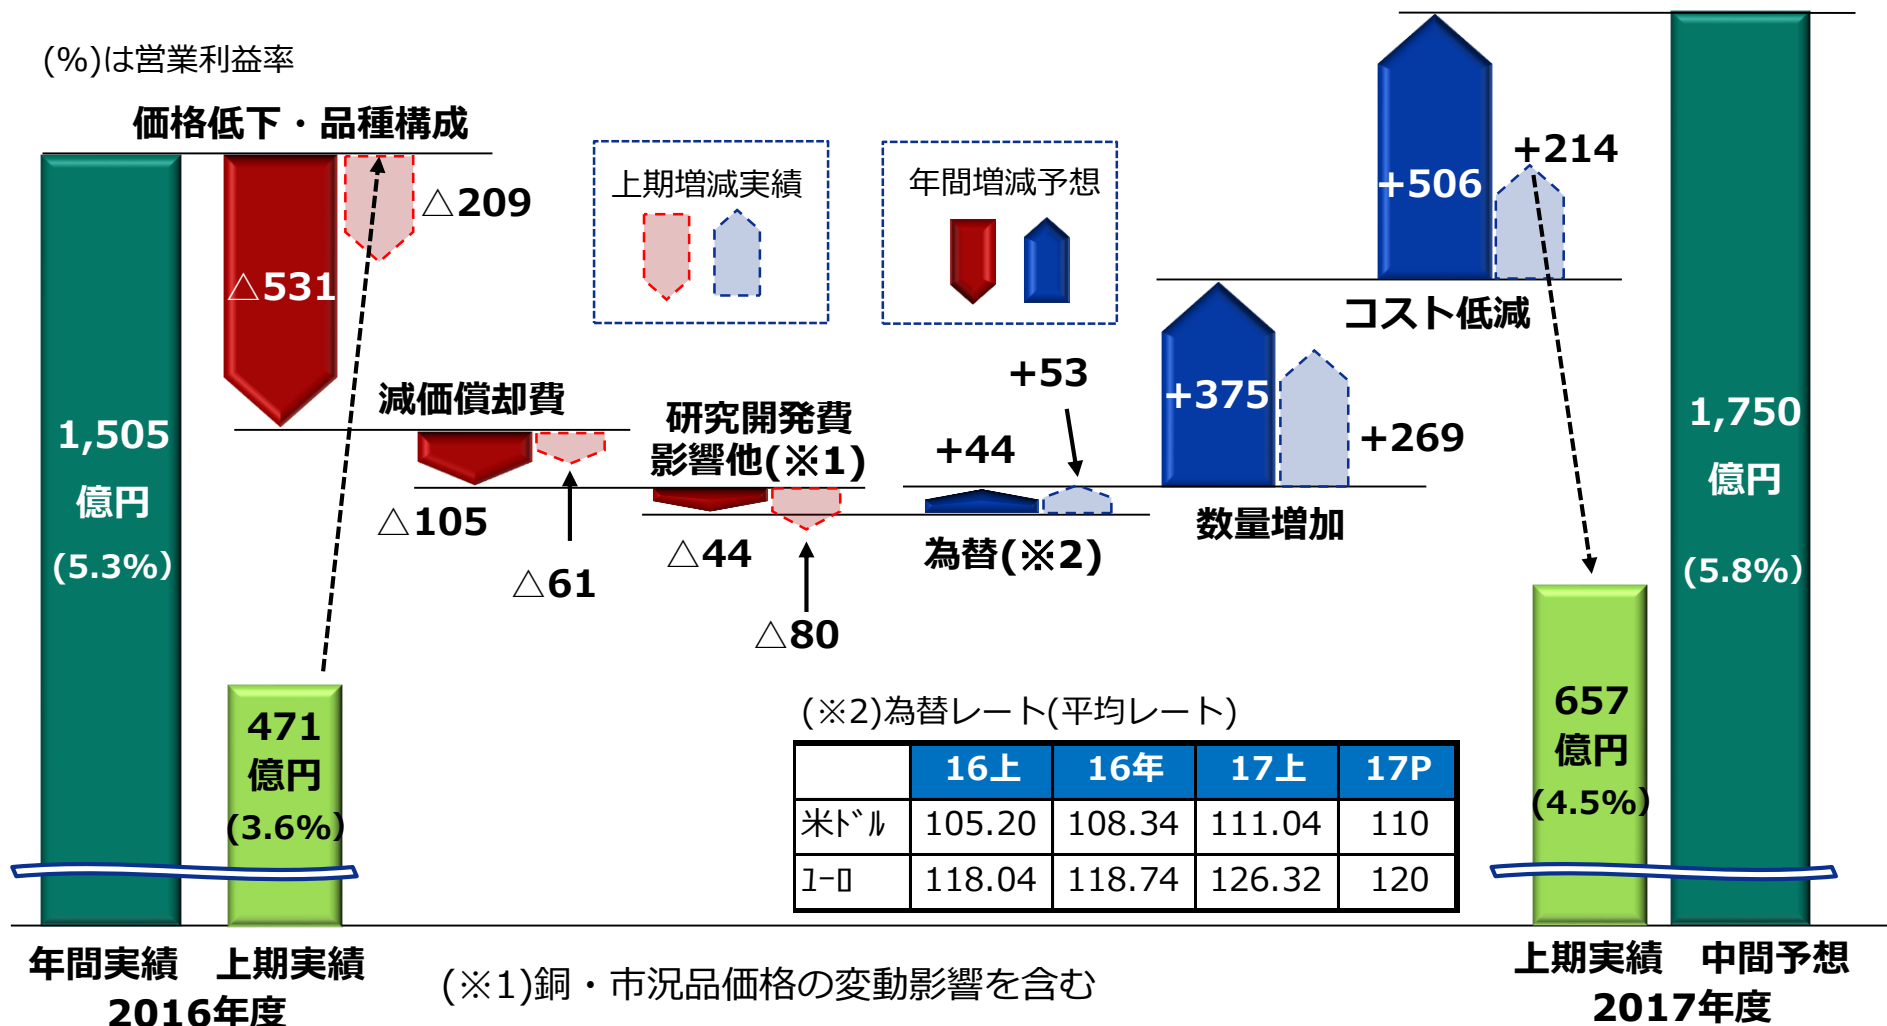 (%)は営業利益率
価格低下・品種構成
△209
△531
上期増減実績
年間増減予想
+506
+214
コスト低減
減価償却費
△105
△61
研究開発費
影響他(※1)
△44
△80
+44
+53
為替(※2)
+375
+269
数量増加
1,505
億円
(5.3%)
471
億円
(3.6%)
657
億円
(4.5%)
1,750
億円
(5.8%)
(※2)為替レート(平均レート)
16上 16年 17上 17P
米ﾄﾞﾙ 105.20 108.34 111.04 110
ﾕｰﾛ 118.04 118.74 126.32 120
年間実績 上期実績
2016年度
(※1)銅・市況品価格の変動影響を含む
上期実績 中間予想
2017年度